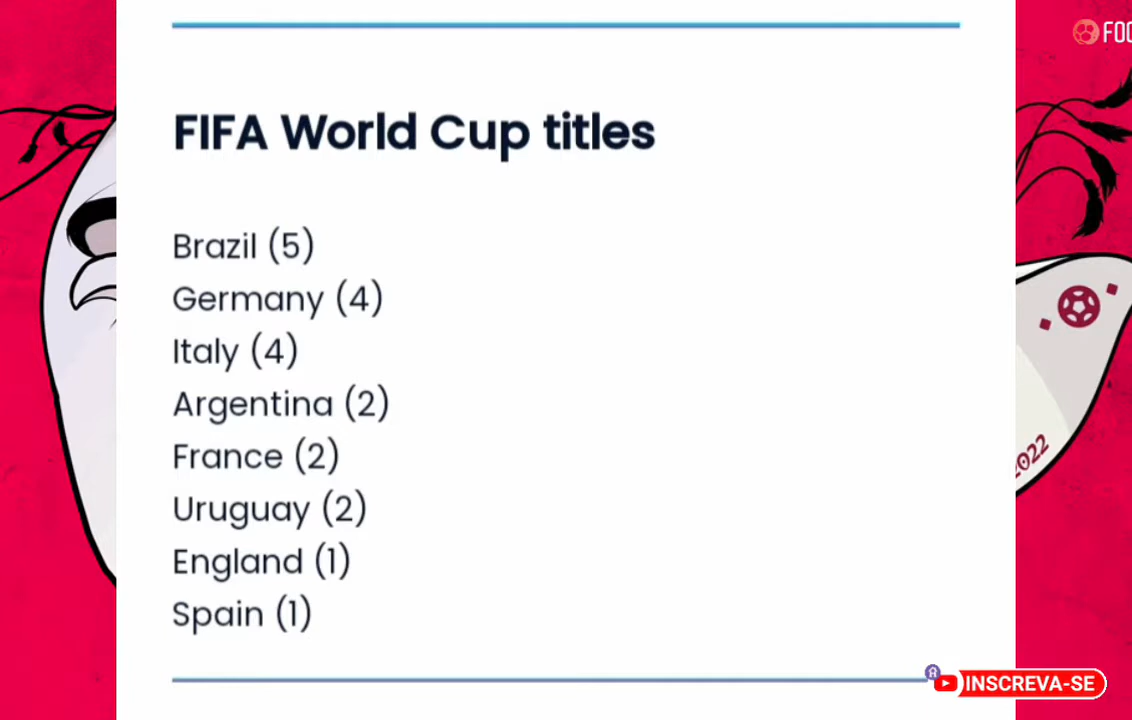 FIFA World Cup titles
Brazil (5)
Germany (4)
Italy (4)
Argentina (2)
France (2)
Uruguay (2)
England (1)
Spain (1)
2022
INSCREVA-SE